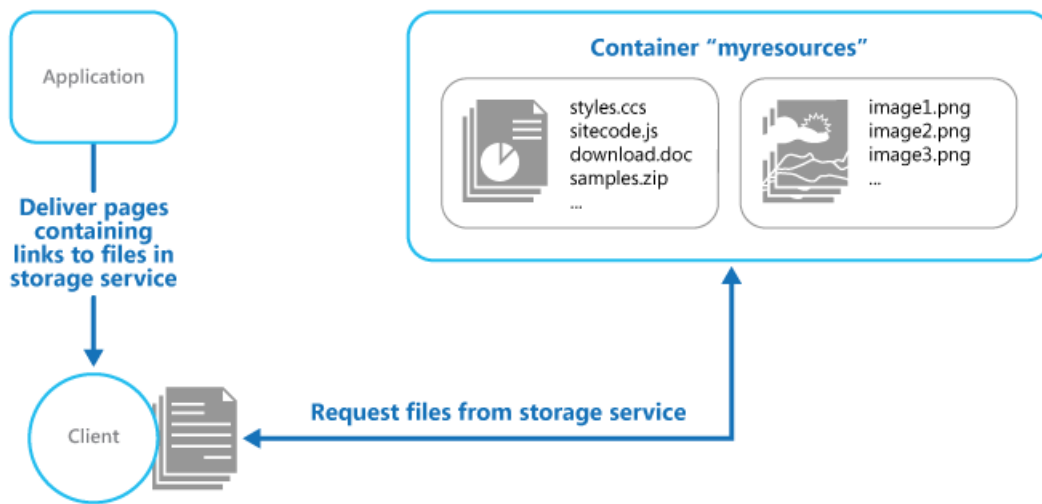 Application
Container “myresources”
styles.ccs
sitecode.js
download.doc
samples.zip
...
image1.png
image2.png
image3.png
...
Deliver pages
containing
links to files in
storage service
Client
Request files from storage service